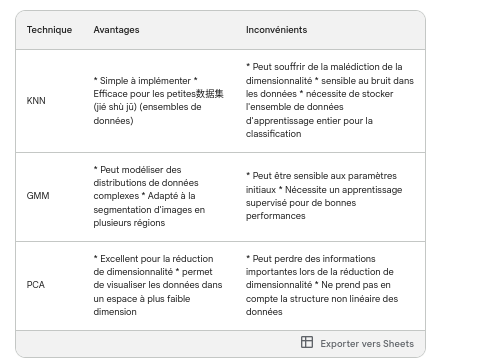 Technique Avantages Inconvénients
KNN
* Simple à implémenter *
Efficace pour les petites数据集
(jié shù jū) (ensembles de
données)
* Peut souffrir de la malédiction de la
dimensionnalité * sensible au bruit dans
les données * nécessite de stocker
l'ensemble de données
d'apprentissage entier pour la
classification
GMM
* Peut modéliser des
distributions de données
complexes * Adapté à la
segmentation d'images en
plusieurs régions
* Peut être sensible aux paramètres
initiaux * Nécessite un apprentissage
supervisé pour de bonnes
performances
PCA
* Excellent pour la réduction
de dimensionnalité * permet
de visualiser les données dans
un espace à plus faible
dimension
* Peut perdre des informations
importantes lors de la réduction de
dimensionnalité * Ne prend pas en
compte la structure non linéaire des
données
Exporter vers Sheets